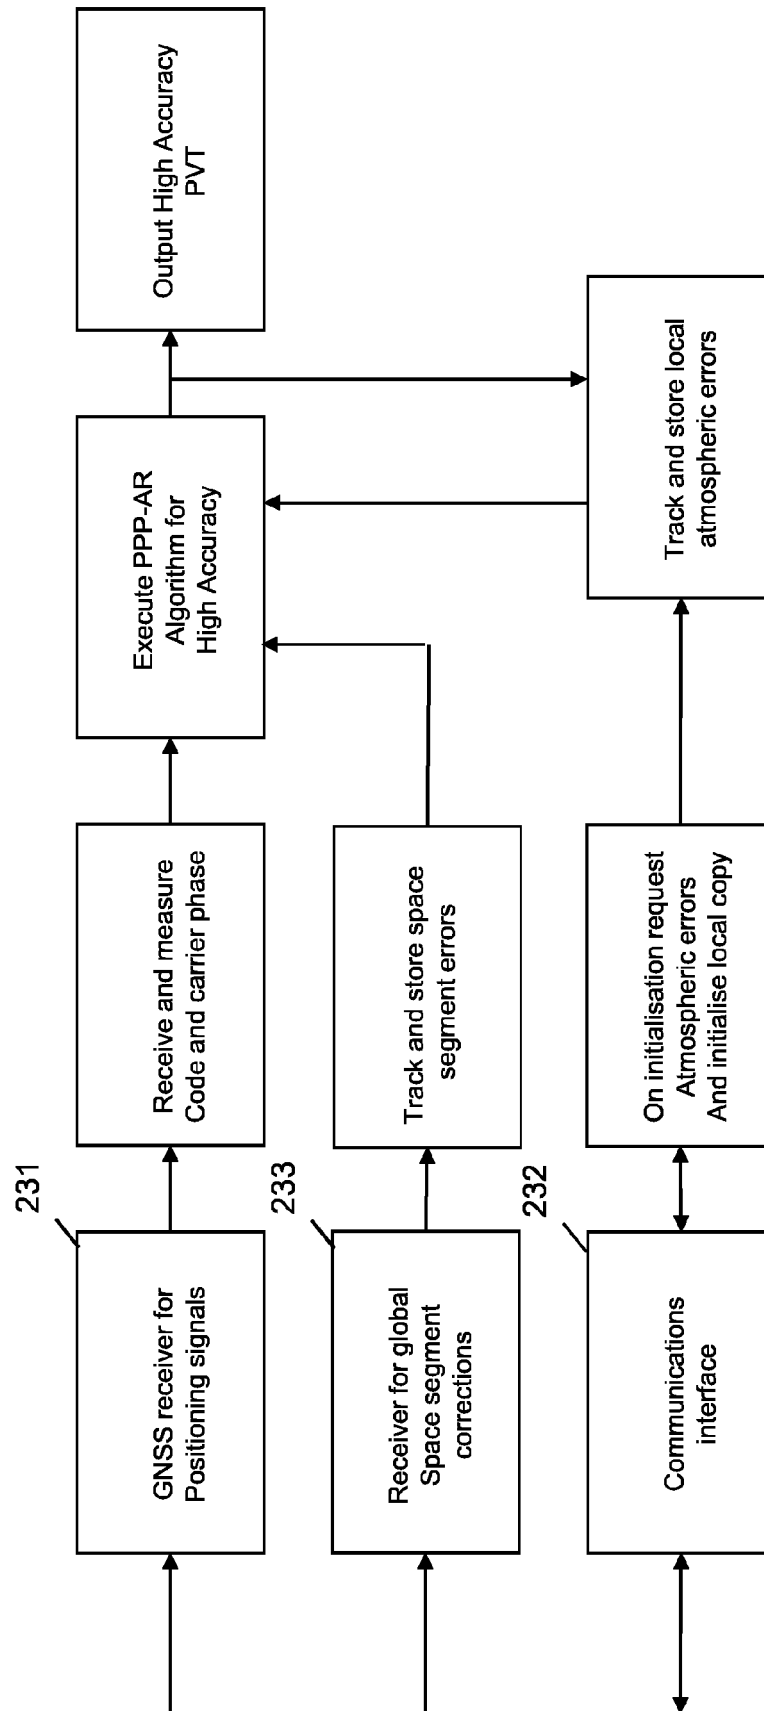 231
GNSS receiver for
Positioning signals
Receive and measure
Code and carrier phase
Execute PPP-AR
Algorithm for
High Accuracy
Output High Accuracy
PVT
233
Receiver for global
Space segment
corrections
Track and store space
segment errors
232
Communications
interface
On initialisation request
Atmospheric errors
And initialise local copy
Track and store local
atmospheric errors